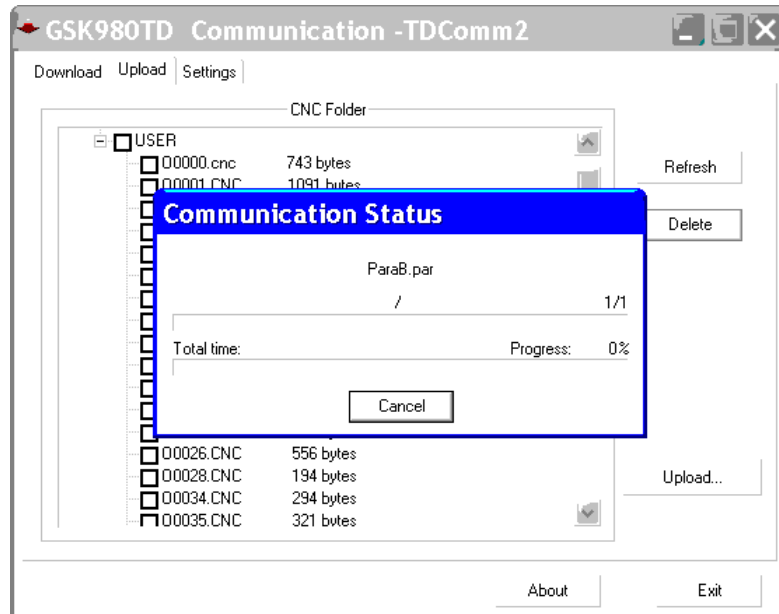 GSK980TD Communication -TDComm2
Download Upload Settings
CNC Folder
USER
O0000.cnc 743 bytes
O0001.CNC 1091 bytes
Refresh
Delete
Communication Status
ParaB.par
/ 1/1
Total time: Progress: 0%
Cancel
O0026.CNC 556 bytes
O0028.CNC 194 bytes
O0034.CNC 294 bytes
O0035.CNC 321 bytes
Upload...
About Exit